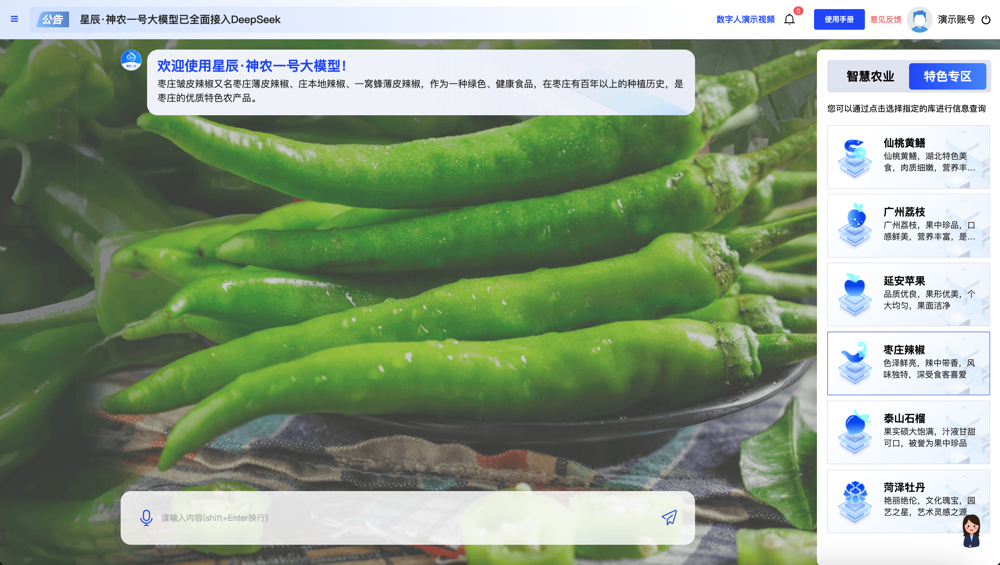 公告
星辰·神农一号大模型已全面接入DeepSeek
数字人演示视频
0
使用手册
意见反馈
演示账号
神农一号
欢迎使用星辰·神农一号大模型！
枣庄皱皮辣椒又名枣庄薄皮辣椒、庄本地辣椒、一窝蜂薄皮辣椒，作为一种绿色、健康食品，在枣庄有百年以上的种植历史，是
枣庄的优质特色农产品。
请输入内容(shift+Enter换行)
智慧农业
特色专区
您可以通过点击选择指定的库进行信息查询
仙桃黄鳝
仙桃黄鳝，湖北特色美
食，肉质细嫩，营养丰...
广州荔枝
广州荔枝，果中珍品，口
感鲜美，营养丰富，是...
延安苹果
品质优良，果形优美，个
大均匀，果面洁净
枣庄辣椒
色泽鲜亮，辣中带香，风
味独特，深受食客喜爱
泰山石榴
果实硕大饱满，汁液甘甜
可口，被誉为果中珍品
菏泽牡丹
艳丽绝伦，文化瑰宝，园
艺之星，艺术灵感之源